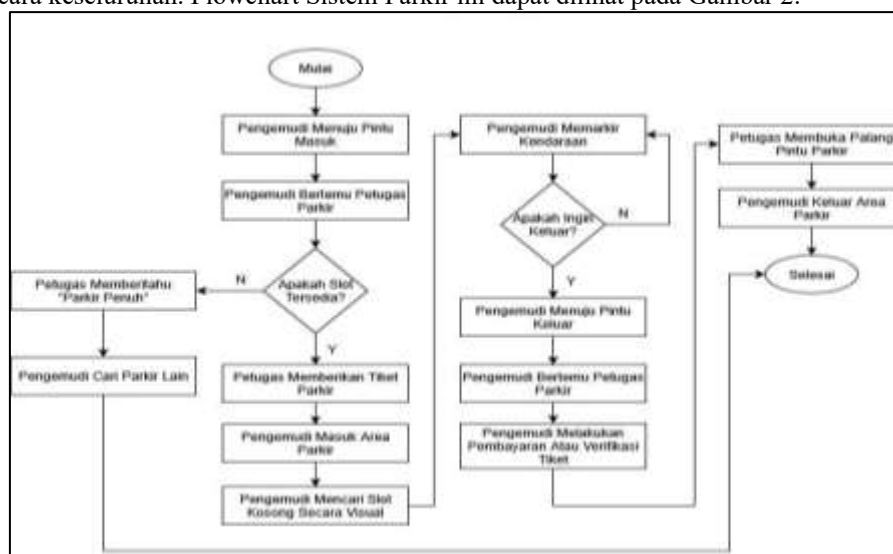 cara keseluruhan. Flowchart Sistem Parkir ini dapat dilihat pada Gambar 2.
Mulai
Pengemudi Menuju Pintu
Masuk
Pengemudi Bertemu Petugas
Parkir
Apakah Slot
Tersedia?
N
Petugas Memberitahu
"Parkir Penuh"
Pengemudi Cari Parkir Lain
Y
Petugas Memberikan Tiket
Parkir
Pengemudi Masuk Area
Parkir
Pengemudi Mencari Slot
Kosong Secara Visual
Pengemudi Memarkir
Kendaraan
Apakah Ingin
Keluar?
N
Y
Pengemudi Menuju Pintu
Keluar
Pengemudi Bertemu Petugas
Parkir
Pengemudi Melakukan
Pembayaran Atau Verifikasi
Tiket
Petugas Membuka Palang
Pintu Parkir
Pengemudi Keluar Area
Parkir
Selesai